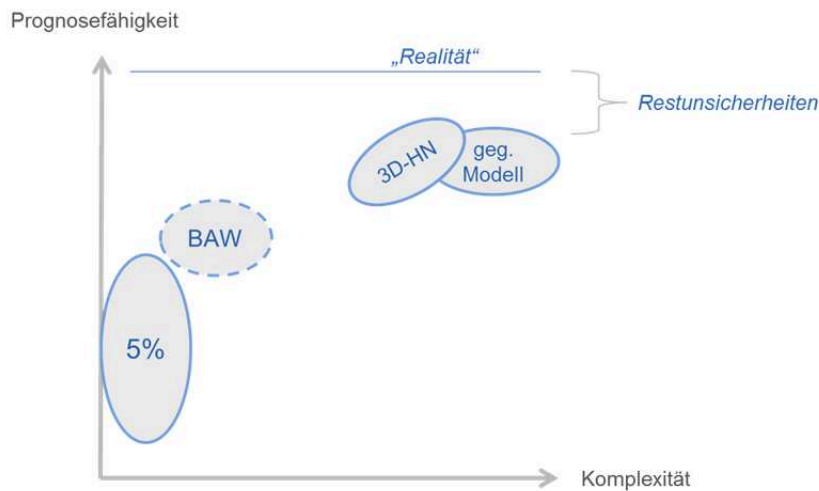 Prognosefähigkeit
„Realität“
Restunsicherheiten
3D-HN
geg.
Modell
BAW
5%
Komplexität